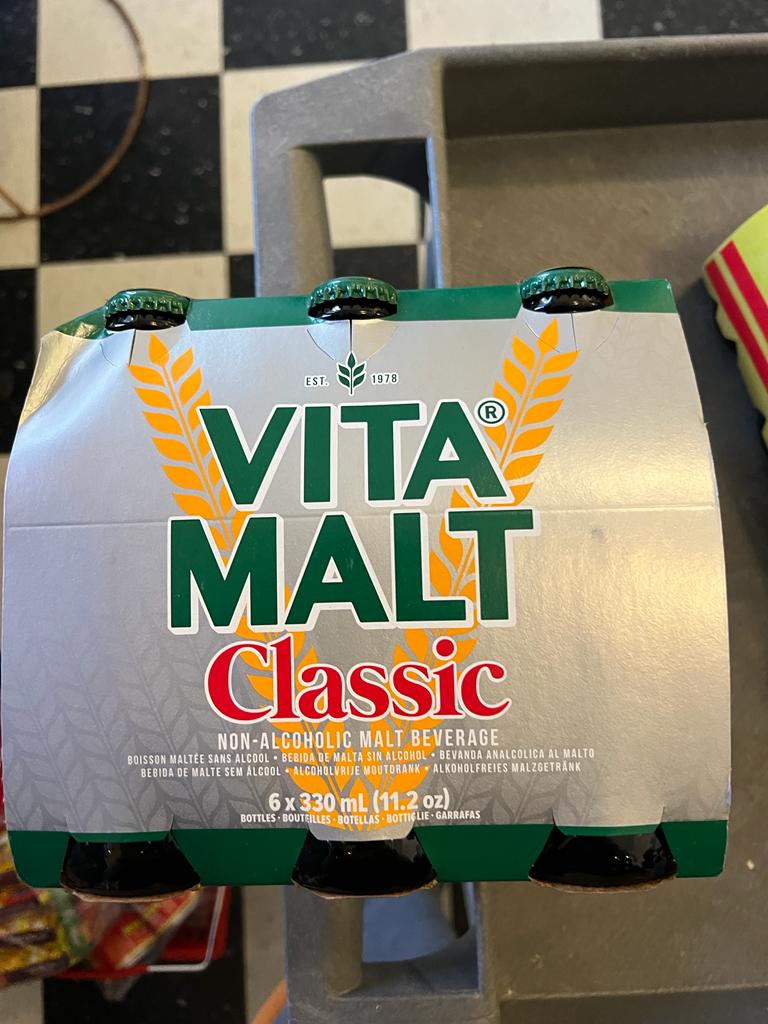 EST. 1978
VITA®
MALT
Classic
NON-ALCOHOLIC MALT BEVERAGE
BOISSON MALTÉE SANS ALCOOL • BEBIDA DE MALTA SIN ALCOHOL • BEVANDA ANALCOLICA AL MALTO
BEBIDA DE MALTE SEM ÁLCOOL • ALCOHOLVRIJE MOUTDRANK • ALKOHOLFREIES MALZGETRÄNK
6 x 330 mL (11.2 oz)
BOTTLES · BOUTEILLES · BOTELLAS · BOTTIGLIE · GARRAFAS